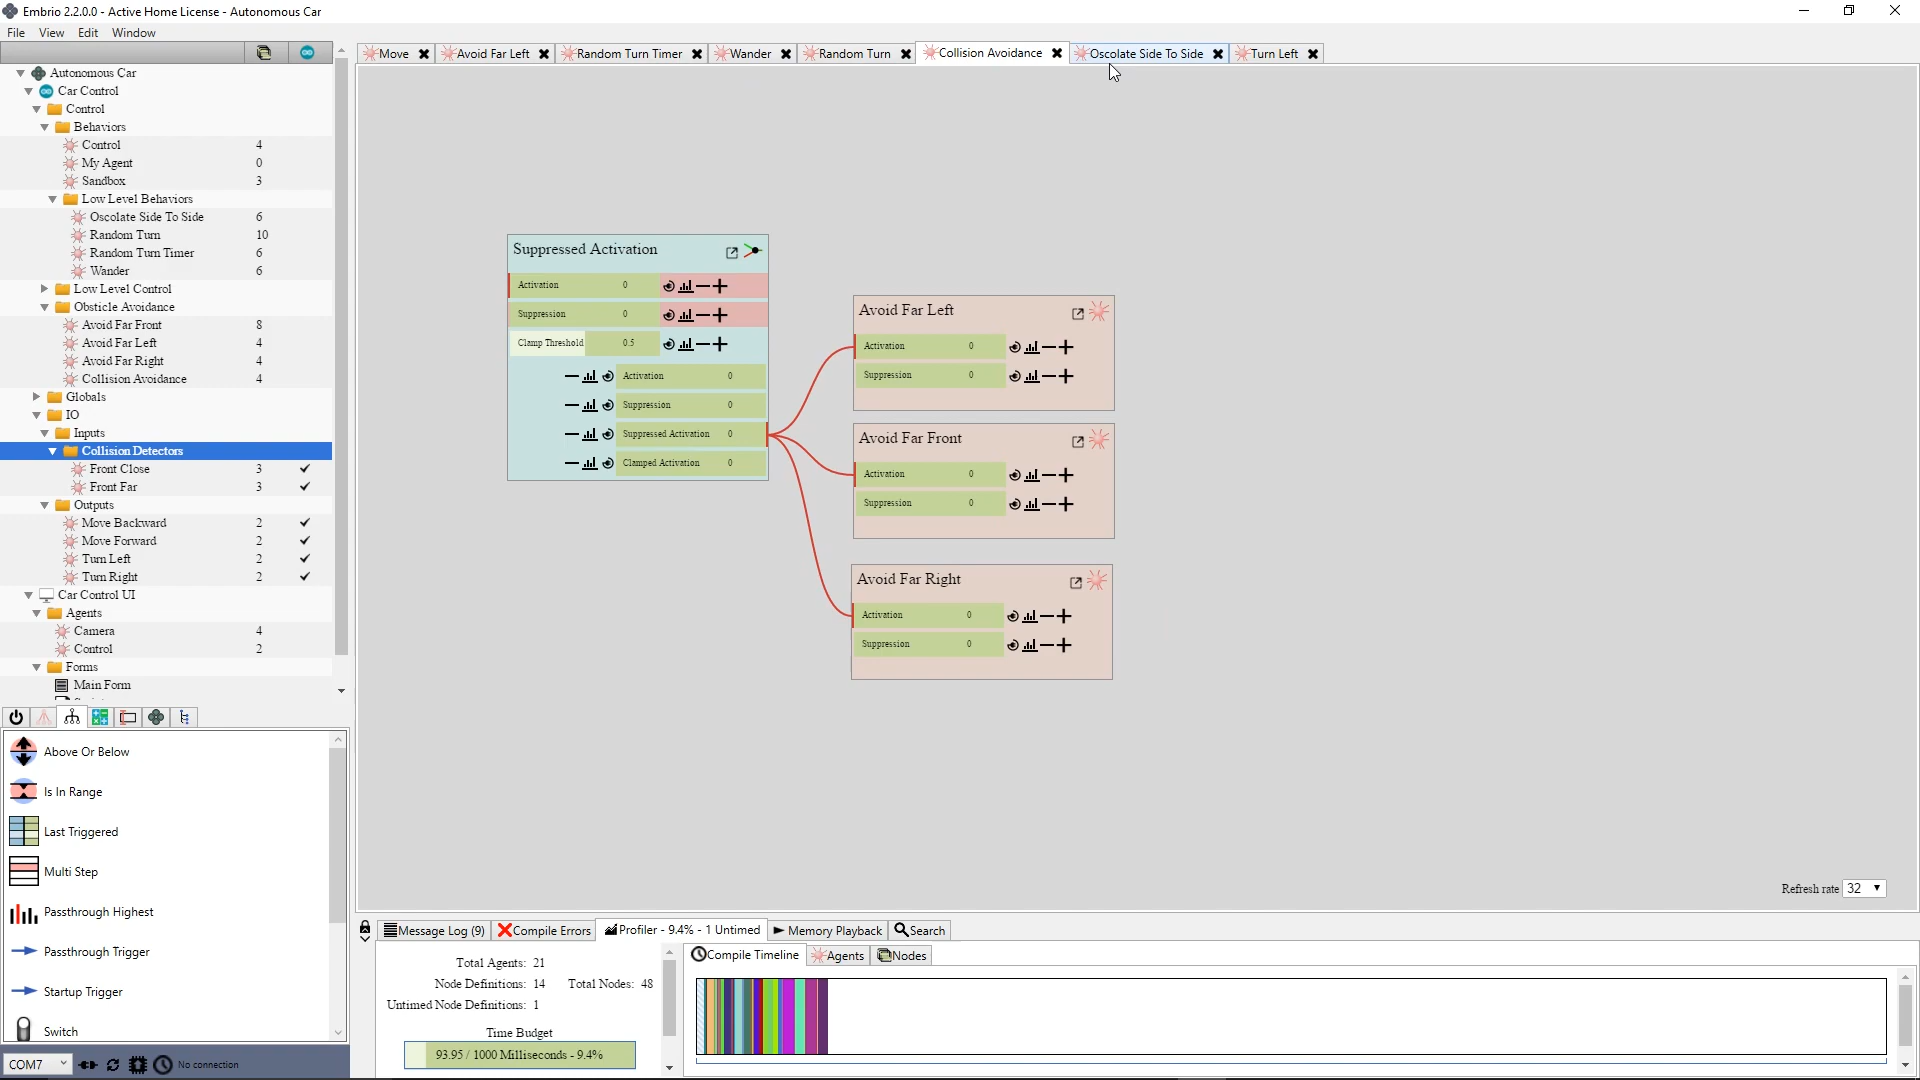 Embrio 2.2.0.0 - Active Home License - Autonomous Car
File View Edit Window
Move
Avoid Far Left
Random Turn Timer
Wander
Random Turn
Collision Avoidance
Oscolate Side To Side
Turn Left
Autonomous Car
Car Control
Control
Behaviors
Control 4
My Agent 0
Sandbox 3
Low Level Behaviors
Oscolate Side To Side 6
Random Turn 10
Random Turn Timer 6
Wander 6
Low Level Control
Obsticle Avoidance
Avoid Far Front 8
Avoid Far Left 4
Avoid Far Right 4
Collision Avoidance 4
Globals
IO
Inputs
Collision Detectors
Front Close 3
Front Far 3
Outputs
Move Backward 2
Move Forward 2
Turn Left 2
Turn Right 2
Car Control UI
Agents
Camera 4
Control 2
Forms
Main Form
Above Or Below
Is In Range
Last Triggered
Multi Step
Passthrough Highest
Passthrough Trigger
Startup Trigger
Switch
COM7
No connection
Suppressed Activation
Activation 0
Suppression 0
Clamp Threshold 0.5
Activation 0
Suppression 0
Suppressed Activation 0
Clamped Activation 0
Avoid Far Left
Activation 0
Suppression 0
Avoid Far Front
Activation 0
Suppression 0
Avoid Far Right
Activation 0
Suppression 0
Refresh rate 32
Message Log (9)
Compile Errors
Profiler - 9.4% - 1 Untimed
Memory Playback
Search
Total Agents: 21
Node Definitions: 14 Total Nodes: 48
Untimed Node Definitions: 1
Time Budget
93.95 / 1000 Milliseconds - 9.4%
Compile Timeline
Agents
Nodes